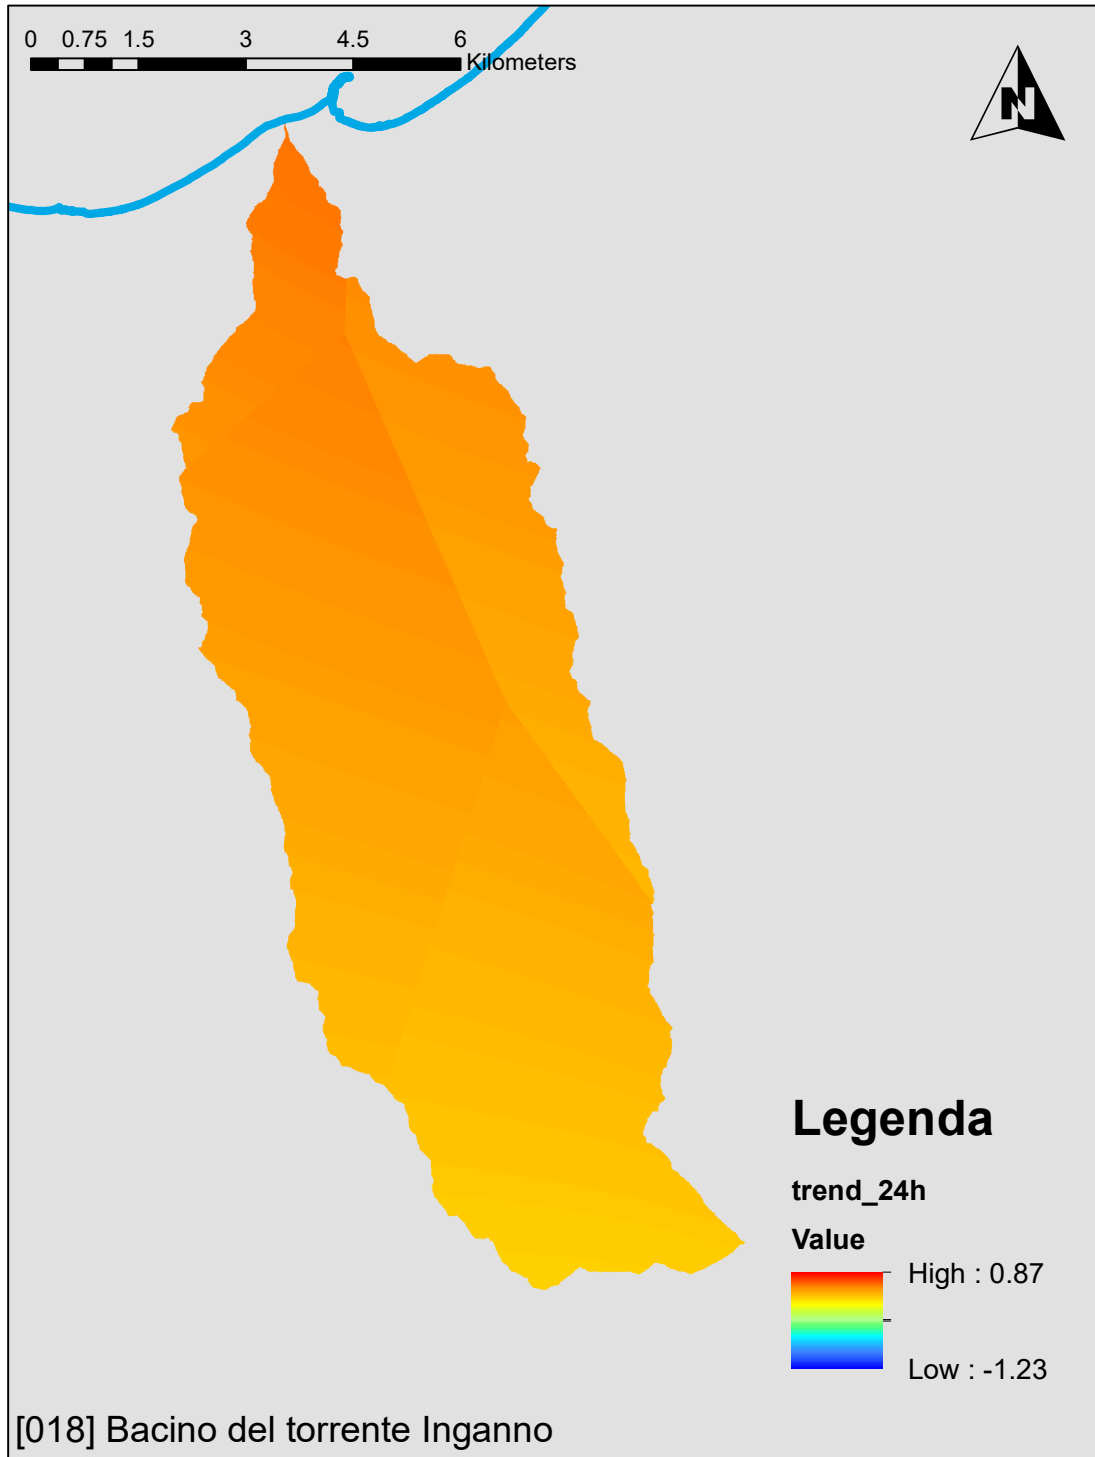 0 0.75 1.5 3 4.5 6
Kilometers
N
Legenda
trend_24h
Value
High : 0.87
Low : -1.23
[018] Bacino del torrente Inganno